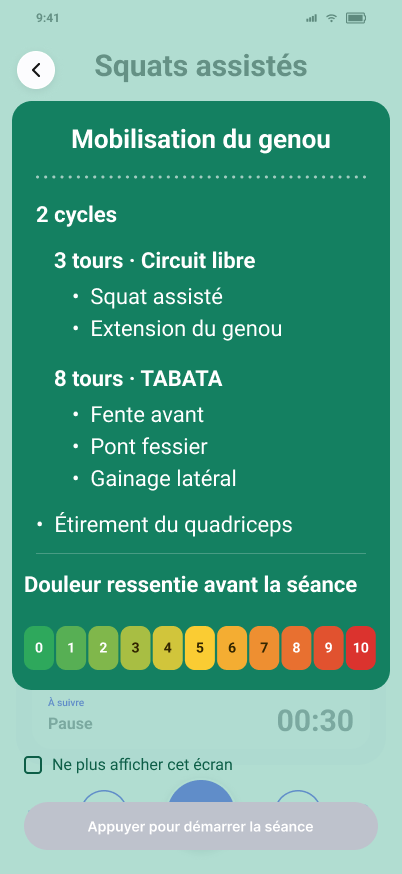 9:41
Squats assistés
Mobilisation du genou
2 cycles
3 tours · Circuit libre
• Squat assisté
• Extension du genou
8 tours · TABATA
• Fente avant
• Pont fessier
• Gainage latéral
• Étirement du quadriceps
Douleur ressentie avant la séance
0 1 2 3 4 5 6 7 8 9 10
À suivre
Pause 00:30
Ne plus afficher cet écran
Appuyer pour démarrer la séance